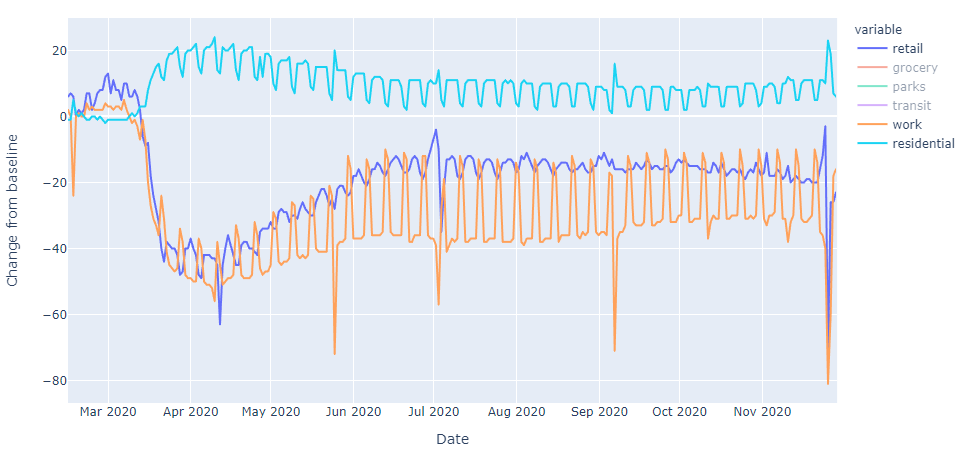 variable
retail
grocery
parks
transit
work
residential
20
0
−20
−40
−60
−80
Change from baseline
Mar 2020 Apr 2020 May 2020 Jun 2020 Jul 2020 Aug 2020 Sep 2020 Oct 2020 Nov 2020
Date